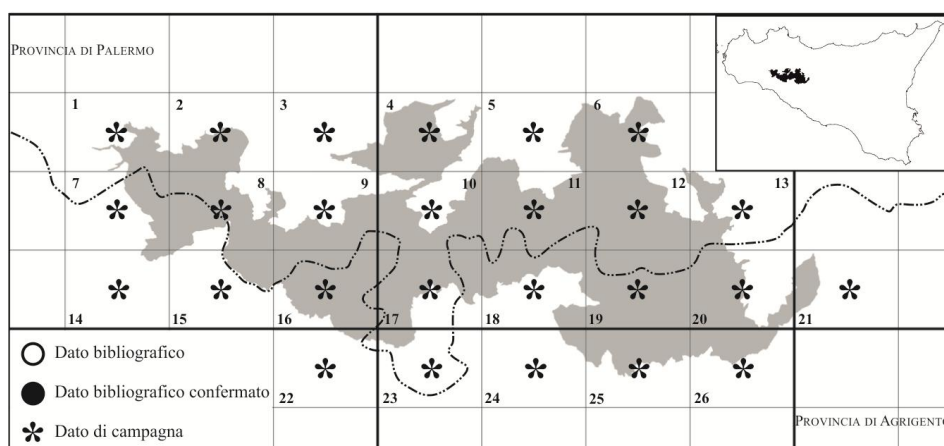 PROVINCIA DI PALERMO
1 2 3 4 5 6
7 8 9 10 11 12 13
14 15 16 17 18 19 20 21
22 23 24 25 26
Dato bibliografico
Dato bibliografico confermato
Dato di campagna
PROVINCIA DI AGRIGENTO